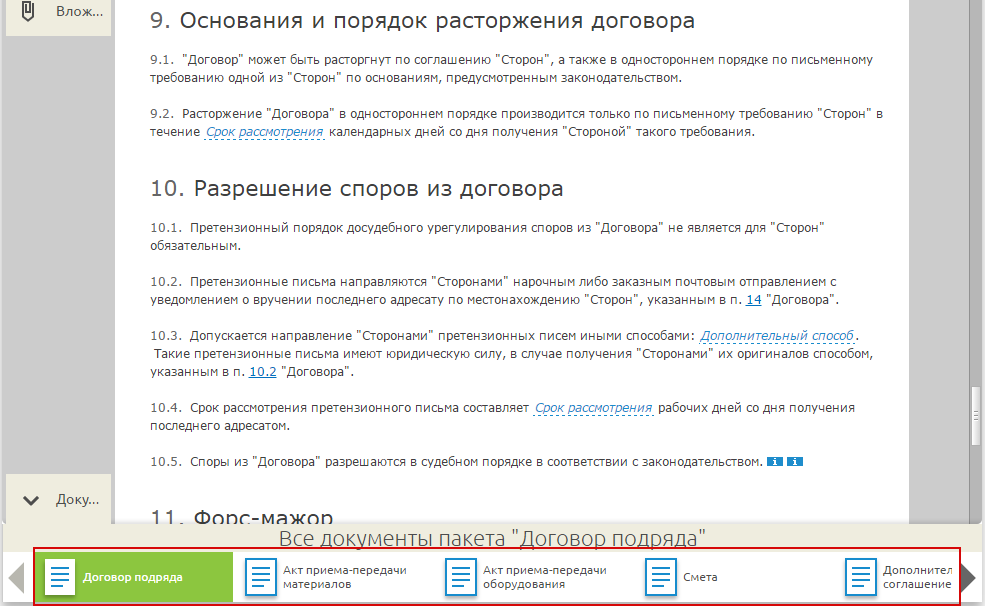 Влож...
9. Основания и порядок расторжения договора
9.1. "Договор" может быть расторгнут по соглашению "Сторон", а также в одностороннем порядке по письменному
требованию одной из "Сторон" по основаниям, предусмотренным законодательством.
9.2. Расторжение "Договора" в одностороннем порядке производится только по письменному требованию "Сторон" в
течение Срок рассмотрения календарных дней со дня получения "Стороной" такого требования.
10. Разрешение споров из договора
10.1. Претензионный порядок досудебного урегулирования споров из "Договора" не является для "Сторон"
обязательным.
10.2. Претензионные письма направляются "Сторонами" нарочным либо заказным почтовым отправлением с
уведомлением о вручении последнего адресату по местонахождению "Сторон", указанным в п. 14 "Договора".
10.3. Допускается направление "Сторонами" претензионных писем иными способами: Дополнительный способ.
Такие претензионные письма имеют юридическую силу, в случае получения "Сторонами" их оригиналов способом,
указанным в п. 10.2 "Договора".
10.4. Срок рассмотрения претензионного письма составляет Срок рассмотрения рабочих дней со дня получения
последнего адресатом.
10.5. Споры из "Договора" разрешаются в судебном порядке в соответствии с законодательством. i i
Доку...
11. Форс-мажор
Все документы пакета "Договор подряда"
Договор подряда
Акт приема-передачи
материалов
Акт приема-передачи
оборудования
Смета
Дополнител
соглашение